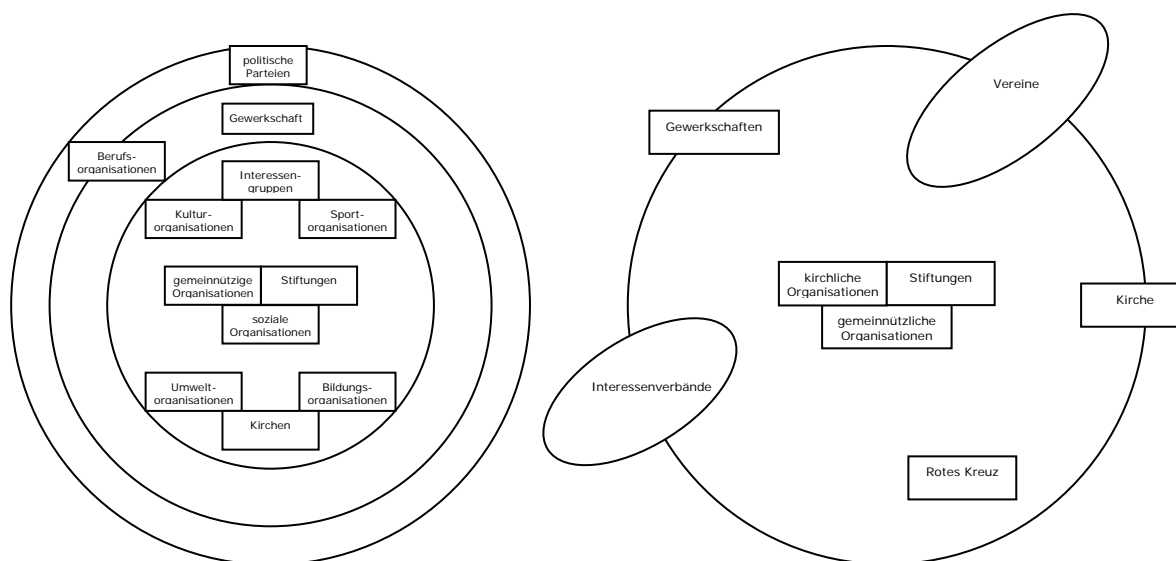 politische
Parteien
Gewerkschaft
Berufs-
organisationen
Interessen-
gruppen
Kultur-
organisationen
Sport-
organisationen
gemeinnützige
Organisationen
Stiftungen
soziale
Organisationen
Umwelt-
organisationen
Bildungs-
organisationen
Kirchen
Vereine
Gewerkschaften
kirchliche
Organisationen
Stiftungen
gemeinnützliche
Organisationen
Kirche
Interessenverbände
Rotes Kreuz